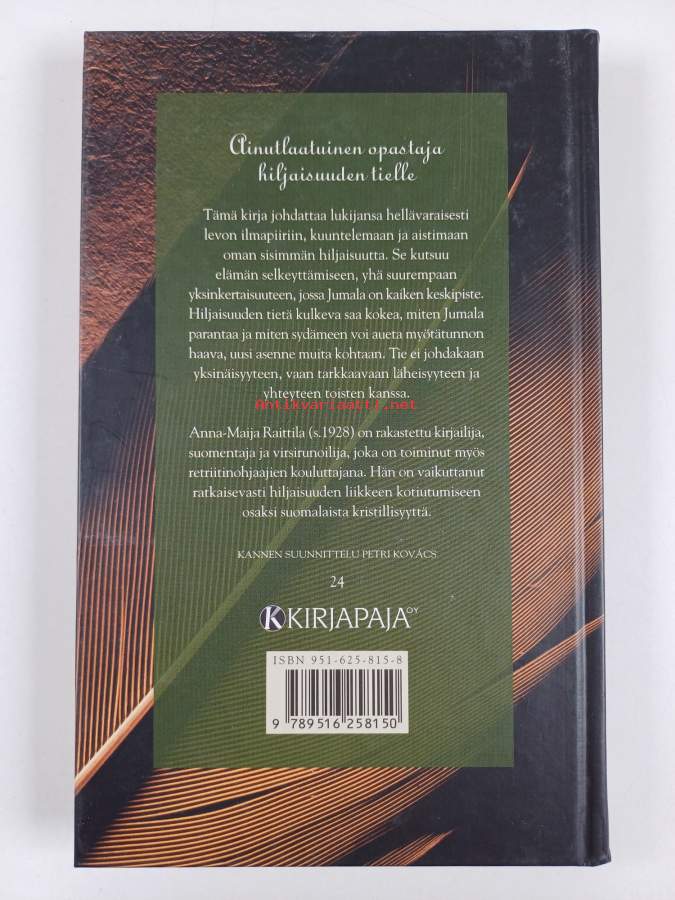 Ainutlaatuinen opastaja
hiljaisuuden tielle
Tämä kirja johdattaa lukijansa hellävaraisesti
levon ilmapiiriin, kuuntelemaan ja aistimaan
oman sisimmän hiljaisuutta. Se kutsuu
elämän selkeyttämiseen, yhä suurempaan
yksinkertaisuuteen, jossa Jumala on kaiken keskipiste.
Hiljaisuuden tietä kulkeva saa kokea, miten Jumala
parantaa ja miten sydämeen voi aueta myötätunnon
haava, uusi asenne muita kohtaan. Tie ei johdakaan
yksinäisyyteen, vaan tarkkaavaan läheisyyteen ja
yhteyteen toisten kanssa.
Antikvariaatti.net
Anna-Maija Raittila (s.1928) on rakastettu kirjailija,
suomentaja ja virsirunoilija, joka on toiminut myös
retriitinohjaajien kouluttajana. Hän on vaikuttanut
ratkaisevasti hiljaisuuden liikkeen kotiutumiseen
osaksi suomalaista kristillisyyttä.
KANNEN SUUNNITTELU PETRI KOVÁCS
24
K KIRJAPAJA OY
ISBN 951-625-815-8
9 789516 258150